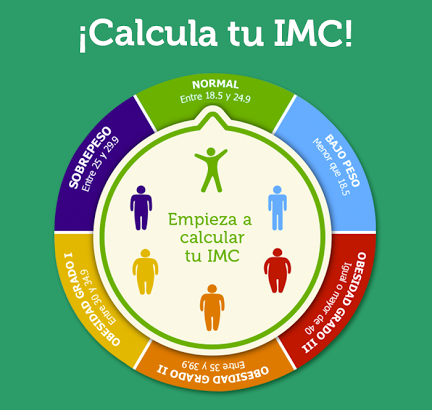 ¡Calcula tu IMC!
NORMAL
Entre 18.5 y 24.9
BAJO PESO
Menor que 18.5
OBESIDAD GRADO III
Igual o mayor de 40
OBESIDAD GRADO II
Entre 35 y 39.9
OBESIDAD GRADO I
Entre 30 y 34.9
SOBREPESO
Entre 25 y 29.9
Empieza a
calcular
tu IMC